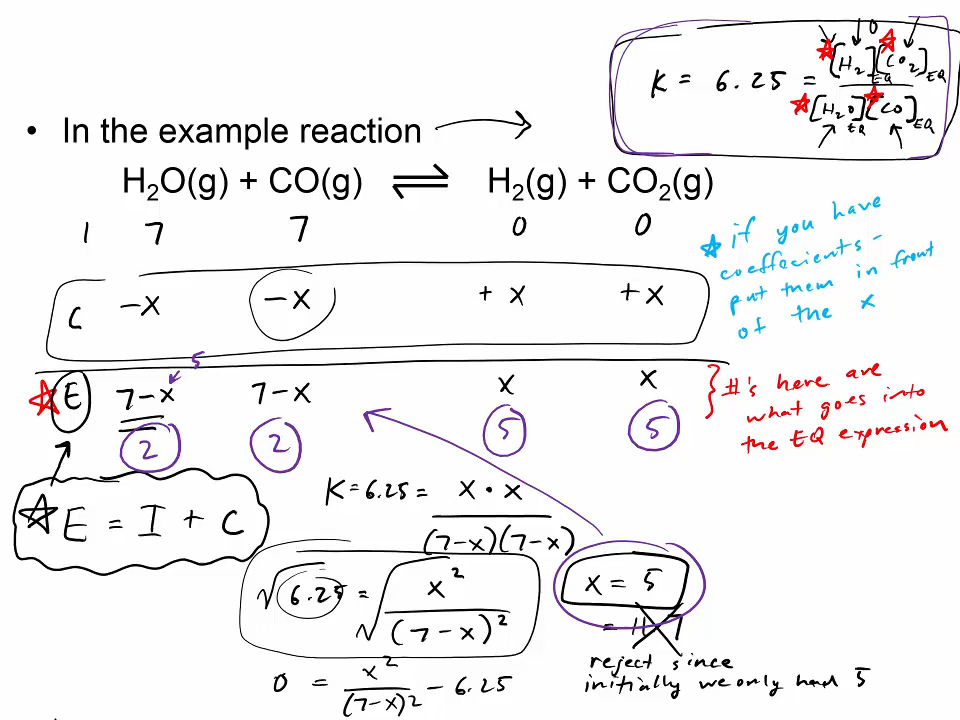 K = 6.25 = [H₂]EQ [CO₂]EQ / [H₂O]EQ [CO]EQ
0
• In the example reaction
H₂O(g) + CO(g) ⇌ H₂(g) + CO₂(g)
I 7 7 0 0
C -X -X + X + X
☆ if you have
coeffecients -
put them in front
of the X
5
☆ E 7-X 7-X X X
2 2 5 5
#'s here are
what goes into
the EQ expression
☆ E = I + C
K = 6.25 = X • X / (7-X)(7-X)
√6.25 = √X² / (7-X)²
X = 5
reject since
initially we only had 5
0 = X² / (7-X)² - 6.25